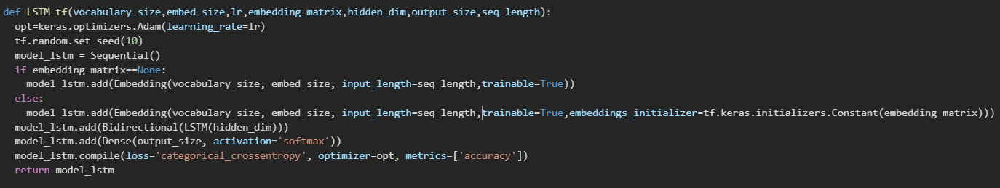 def LSTM_tf(vocabulary_size,embed_size,lr,embedding_matrix,hidden_dim,output_size,seq_length):
  opt=keras.optimizers.Adam(learning_rate=lr)
  tf.random.set_seed(10)
  model_lstm = Sequential()
  if embedding_matrix==None:
    model_lstm.add(Embedding(vocabulary_size, embed_size, input_length=seq_length,trainable=True))
  else:
    model_lstm.add(Embedding(vocabulary_size, embed_size, input_length=seq_length,trainable=True,embeddings_initializer=tf.keras.initializers.Constant(embedding_matrix)))
  model_lstm.add(Bidirectional(LSTM(hidden_dim)))
  model_lstm.add(Dense(output_size, activation='softmax'))
  model_lstm.compile(loss='categorical_crossentropy', optimizer=opt, metrics=['accuracy'])
  return model_lstm